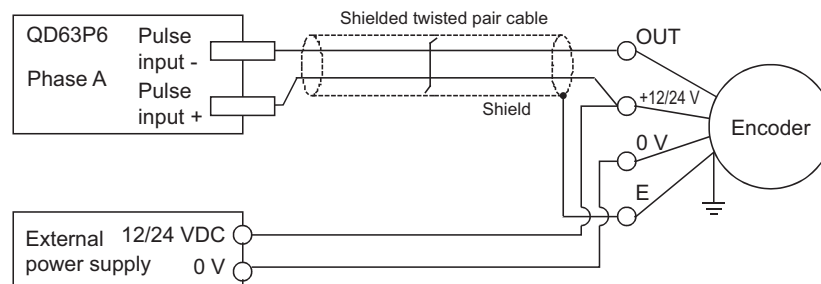 Shielded twisted pair cable
QD63P6
Pulse
input -
Phase A
Pulse
input +
Shield
OUT
+12/24 V
0 V
E
Encoder
External
power supply
12/24 VDC
0 V